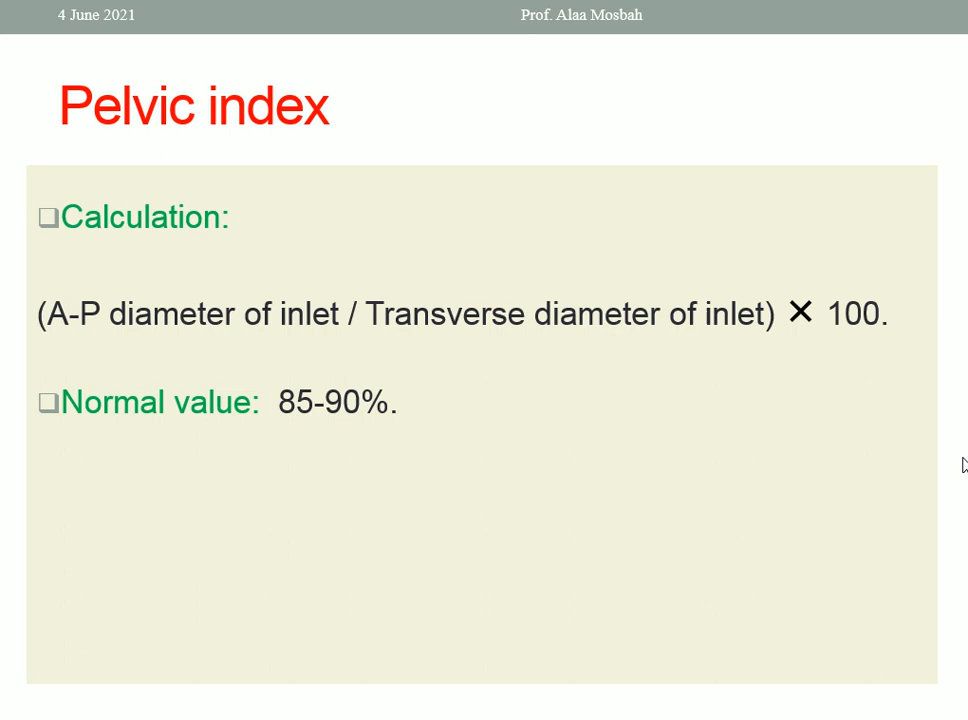 4 June 2021
Prof. Alaa Mosbah
Pelvic index
❑Calculation:
(A-P diameter of inlet / Transverse diameter of inlet) × 100.
❑Normal value: 85-90%.